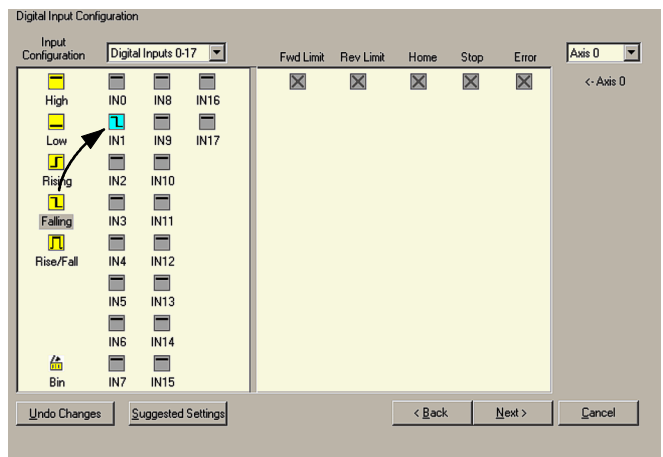 Digital Input Configuration
Input
Configuration
Digital Inputs 0-17
Fwd Limit Rev Limit Home Stop Error
Axis 0
High IN0 IN8 IN16
<- Axis 0
Low IN1 IN9 IN17
Rising IN2 IN10
Falling IN3 IN11
Rise/Fall IN4 IN12
IN5 IN13
IN6 IN14
Bin IN7 IN15
Undo Changes Suggested Settings < Back Next > Cancel